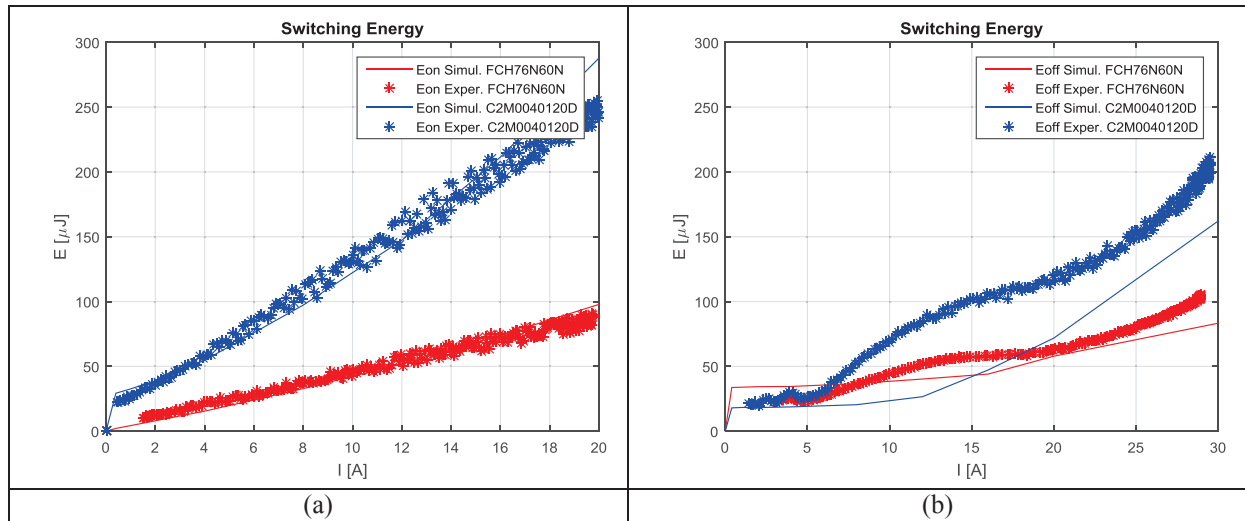 Switching Energy
300
250
200
150
100
50
0
E [μJ]
0 2 4 6 8 10 12 14 16 18 20
I [A]
Eon Simul. FCH76N60N
Eon Exper. FCH76N60N
Eon Simul. C2M0040120D
Eon Exper. C2M0040120D
(a)
Switching Energy
300
250
200
150
100
50
0
E [μJ]
0 5 10 15 20 25 30
I [A]
Eoff Simul. FCH76N60N
Eoff Exper. FCH76N60N
Eoff Simul. C2M0040120D
Eoff Exper. C2M0040120D
(b)